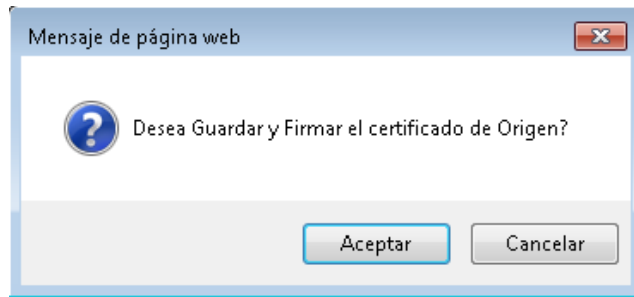 Mensaje de página web
Desea Guardar y Firmar el certificado de Origen?
Aceptar
Cancelar